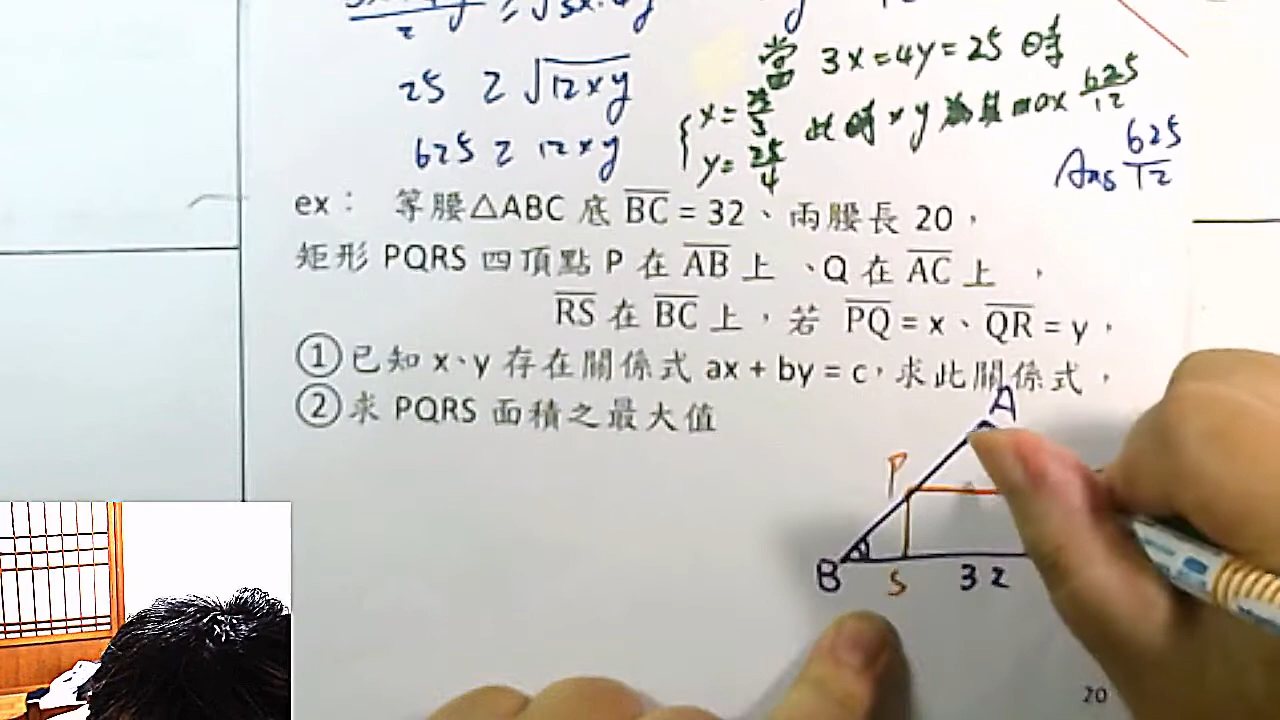 25 ≥ √12xy
當 3x=4y=25 時
625 ≥ 12xy
x=25/3
y=25/4
此時 xy 為其 max 625/12
Ans 625/12
ex： 等腰△ABC 底 BC = 32、兩腰長 20，
矩形 PQRS 四頂點 P 在 AB 上 、Q 在 AC 上 ，
RS 在 BC 上，若 PQ = x、QR = y，
①已知 x、y 存在關係式 ax + by = c，求此關係式，
②求 PQRS 面積之最大值
A
P
B S 32
20